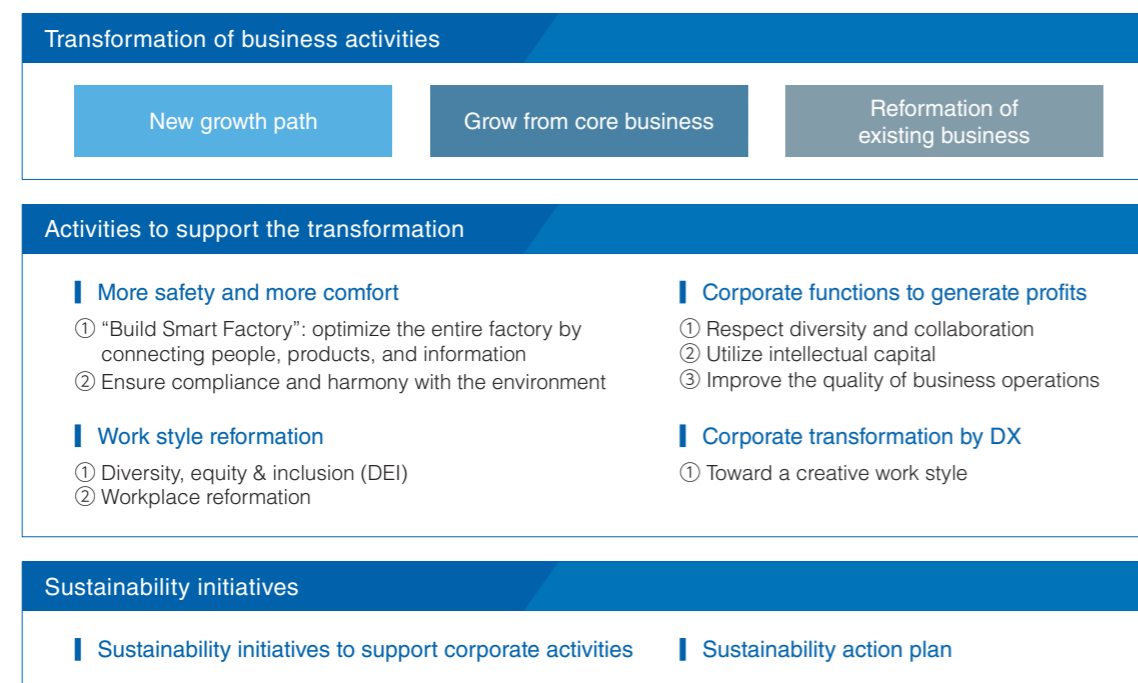 Transformation of business activities
New growth path
Grow from core business
Reformation of
existing business
Activities to support the transformation
More safety and more comfort
① “Build Smart Factory”: optimize the entire factory by
connecting people, products, and information
② Ensure compliance and harmony with the environment
Work style reformation
① Diversity, equity & inclusion (DEI)
② Workplace reformation
Corporate functions to generate profits
① Respect diversity and collaboration
② Utilize intellectual capital
③ Improve the quality of business operations
Corporate transformation by DX
① Toward a creative work style
Sustainability initiatives
Sustainability initiatives to support corporate activities
Sustainability action plan